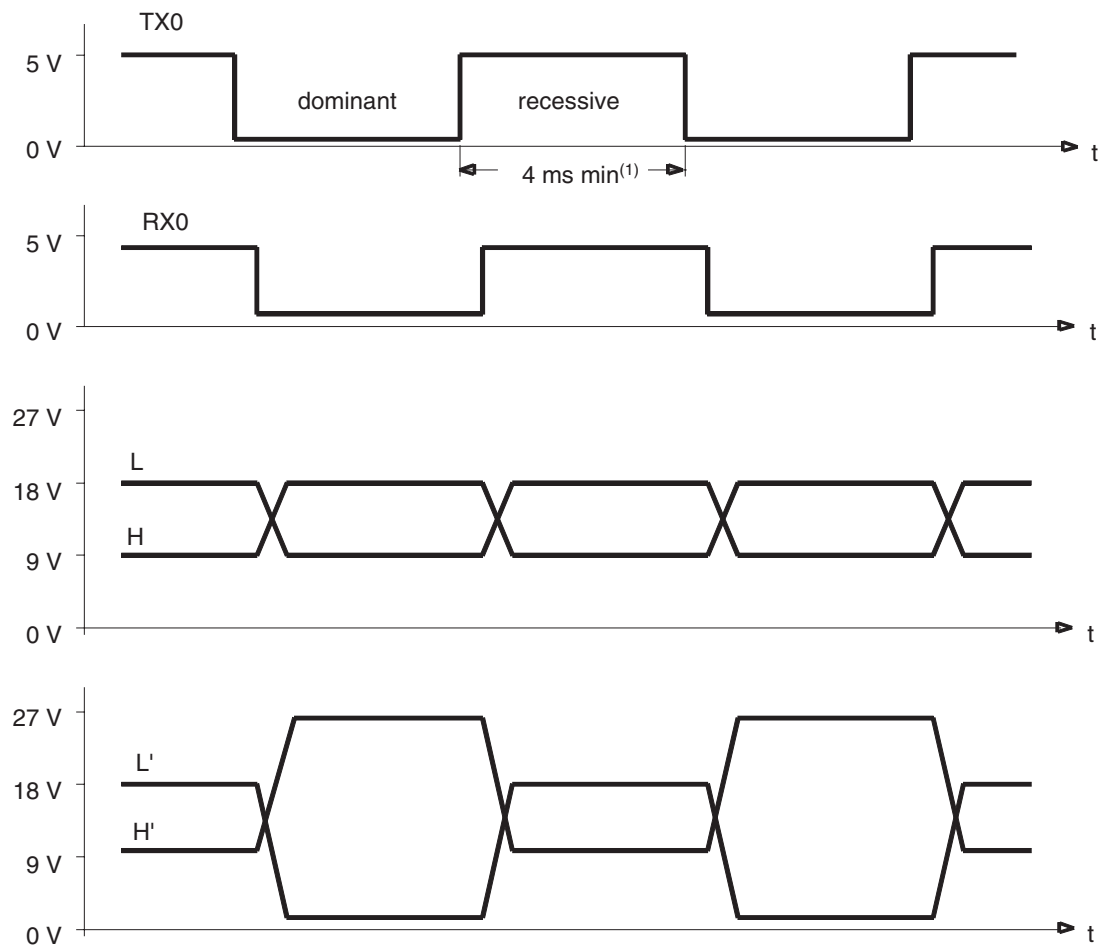 TX0
5 V
dominant recessive
0 V
t
4 ms min(1)
RX0
5 V
0 V
t
27 V
L
18 V
H
9 V
0 V
t
27 V
L'
18 V
H'
9 V
0 V
t